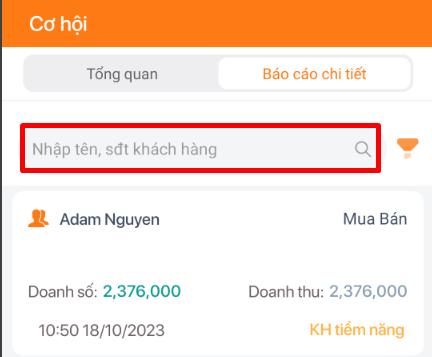 Cơ hội
Tổng quan Báo cáo chi tiết
Nhập tên, sđt khách hàng
Adam Nguyen Mua Bán
Doanh số: 2,376,000 Doanh thu: 2,376,000
10:50 18/10/2023 KH tiềm năng